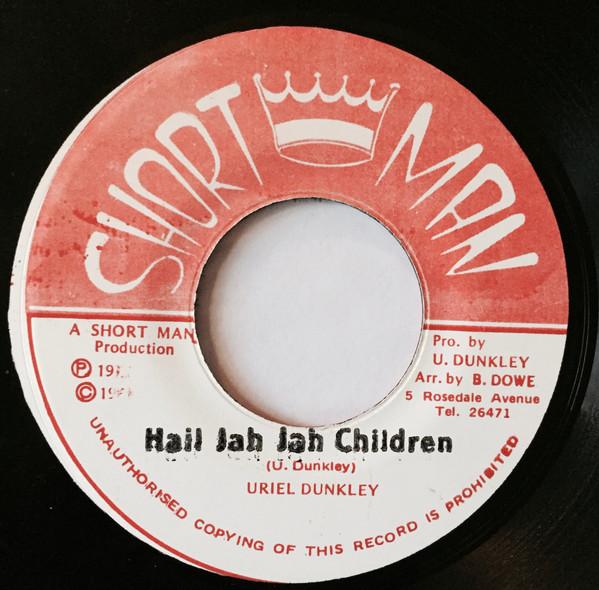 SHORT MAN
A SHORT MAN
Production
Ⓟ
©
Pro. by
U. DUNKLEY
Arr. by B. DOWE
5 Rosedale Avenue
Tel. 26471
Hail Jah Jah Children
(U. Dunkley)
URIEL DUNKLEY
UNAUTHORISED COPYING OF THIS RECORD IS PROHIBITED